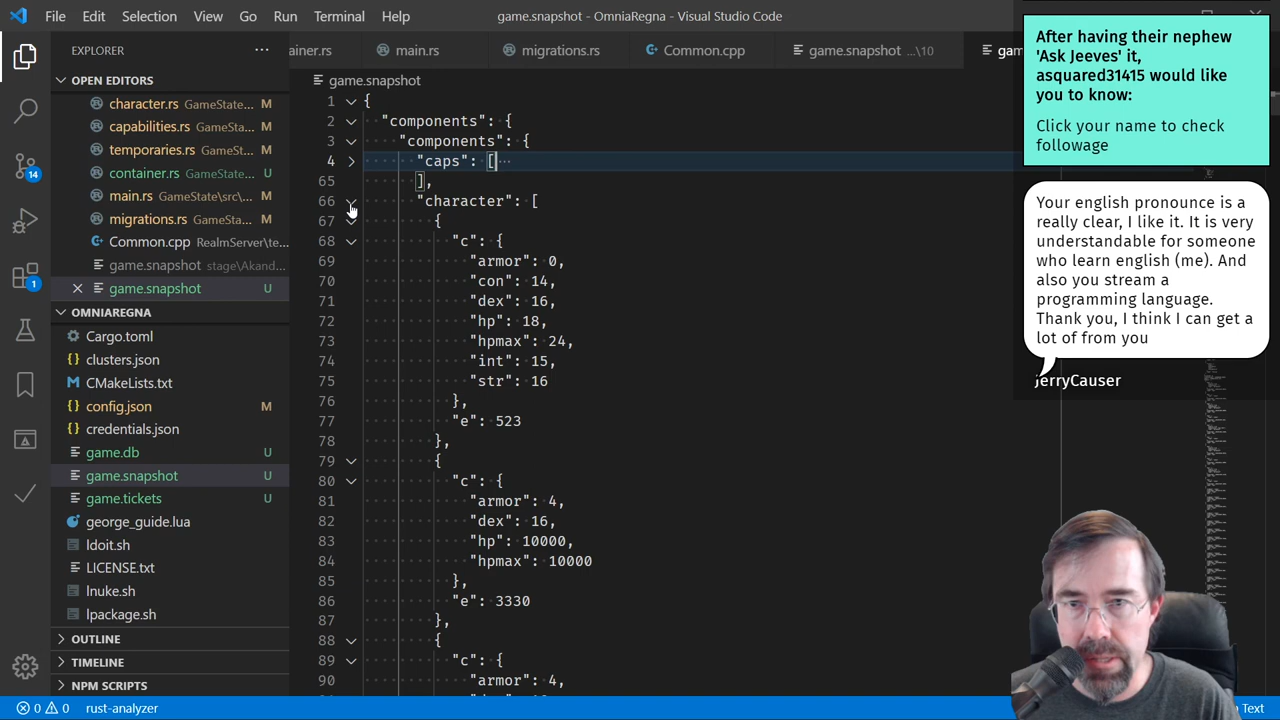 File Edit Selection View Go Run Terminal Help
game.snapshot - OmniaRegna - Visual Studio Code
EXPLORER
OPEN EDITORS
character.rs GameState... M
capabilities.rs GameState... M
temporaries.rs GameState... M
container.rs GameState... U
main.rs GameState\src\... M
migrations.rs GameSta... M
Common.cpp RealmServer\te...
game.snapshot stage\Akand...
game.snapshot U
OMNIAREGNA
Cargo.toml
clusters.json
CMakeLists.txt
config.json M
credentials.json
game.db U
game.snapshot U
game.tickets U
george_guide.lua
ldoit.sh
LICENSE.txt
lnuke.sh
lpackage.sh
OUTLINE
TIMELINE
NPM SCRIPTS
14
1
ainer.rs main.rs migrations.rs Common.cpp game.snapshot ...\10 gam
game.snapshot
1 {
2 "components": {
3 "components": {
4 "caps": [ ...
65 ],
66 "character": [
67 {
68 "c": {
69 "armor": 0,
70 "con": 14,
71 "dex": 16,
72 "hp": 18,
73 "hpmax": 24,
74 "int": 15,
75 "str": 16
76 },
77 "e": 523
78 },
79 {
80 "c": {
81 "armor": 4,
82 "dex": 16,
83 "hp": 10000,
84 "hpmax": 10000
85 },
86 "e": 3330
87 },
88 {
89 "c": {
90 "armor": 4,
After having their nephew
'Ask Jeeves' it,
asquared31415 would like
you to know:
Click your name to check
followage
Your english pronounce is a
really clear, I like it. It is very
understandable for someone
who learn english (me). And
also you stream a
programming language.
Thank you, I think I can get a
lot of from you
JerryCauser
0 0 rust-analyzer
Text